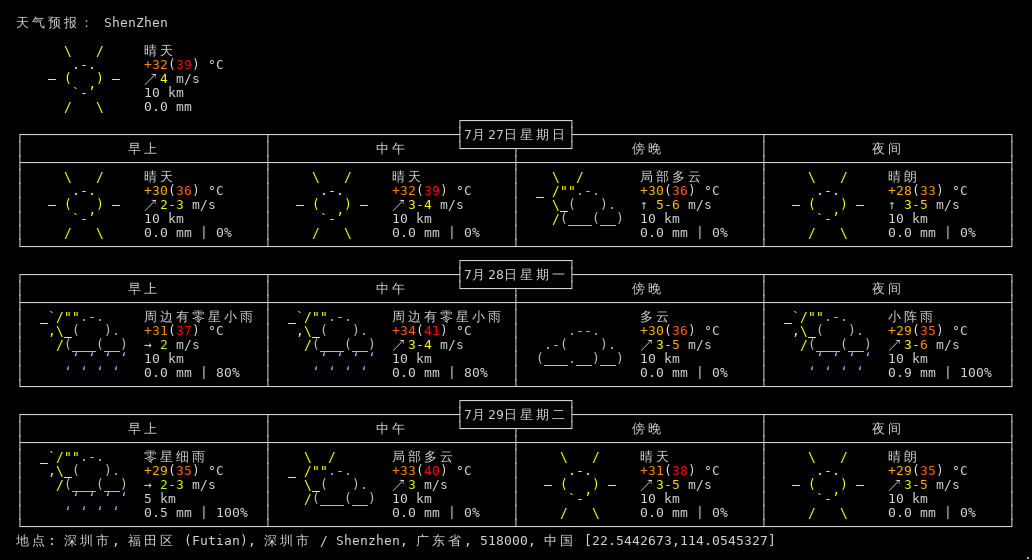 天气预报： ShenZhen
晴天
+32(39) °C
↗4 m/s
10 km
0.0 mm
7月27日星期日
早上 中午 傍晚 夜间
晴天 晴天 局部多云 晴朗
+30(36) °C +32(39) °C +30(36) °C +28(33) °C
↗2-3 m/s ↗3-4 m/s ↑ 5-6 m/s ↑ 3-5 m/s
10 km 10 km 10 km 10 km
0.0 mm | 0% 0.0 mm | 0% 0.0 mm | 0% 0.0 mm | 0%
7月28日星期一
早上 中午 傍晚 夜间
周边有零星小雨 周边有零星小雨 多云 小阵雨
+31(37) °C +34(41) °C +30(36) °C +29(35) °C
→ 2 m/s ↗3-4 m/s ↗3-5 m/s ↗3-6 m/s
10 km 10 km 10 km 10 km
0.0 mm | 80% 0.0 mm | 80% 0.0 mm | 0% 0.9 mm | 100%
7月29日星期二
早上 中午 傍晚 夜间
零星细雨 局部多云 晴天 晴朗
+29(35) °C +33(40) °C +31(38) °C +29(35) °C
↗2-3 m/s ↗3 m/s ↗3-5 m/s ↗3-5 m/s
5 km 10 km 10 km 10 km
0.5 mm | 100% 0.0 mm | 0% 0.0 mm | 0% 0.0 mm | 0%
地点: 深圳市, 福田区 (Futian), 深圳市 / Shenzhen, 广东省, 518000, 中国 [22.5442673,114.0545327]